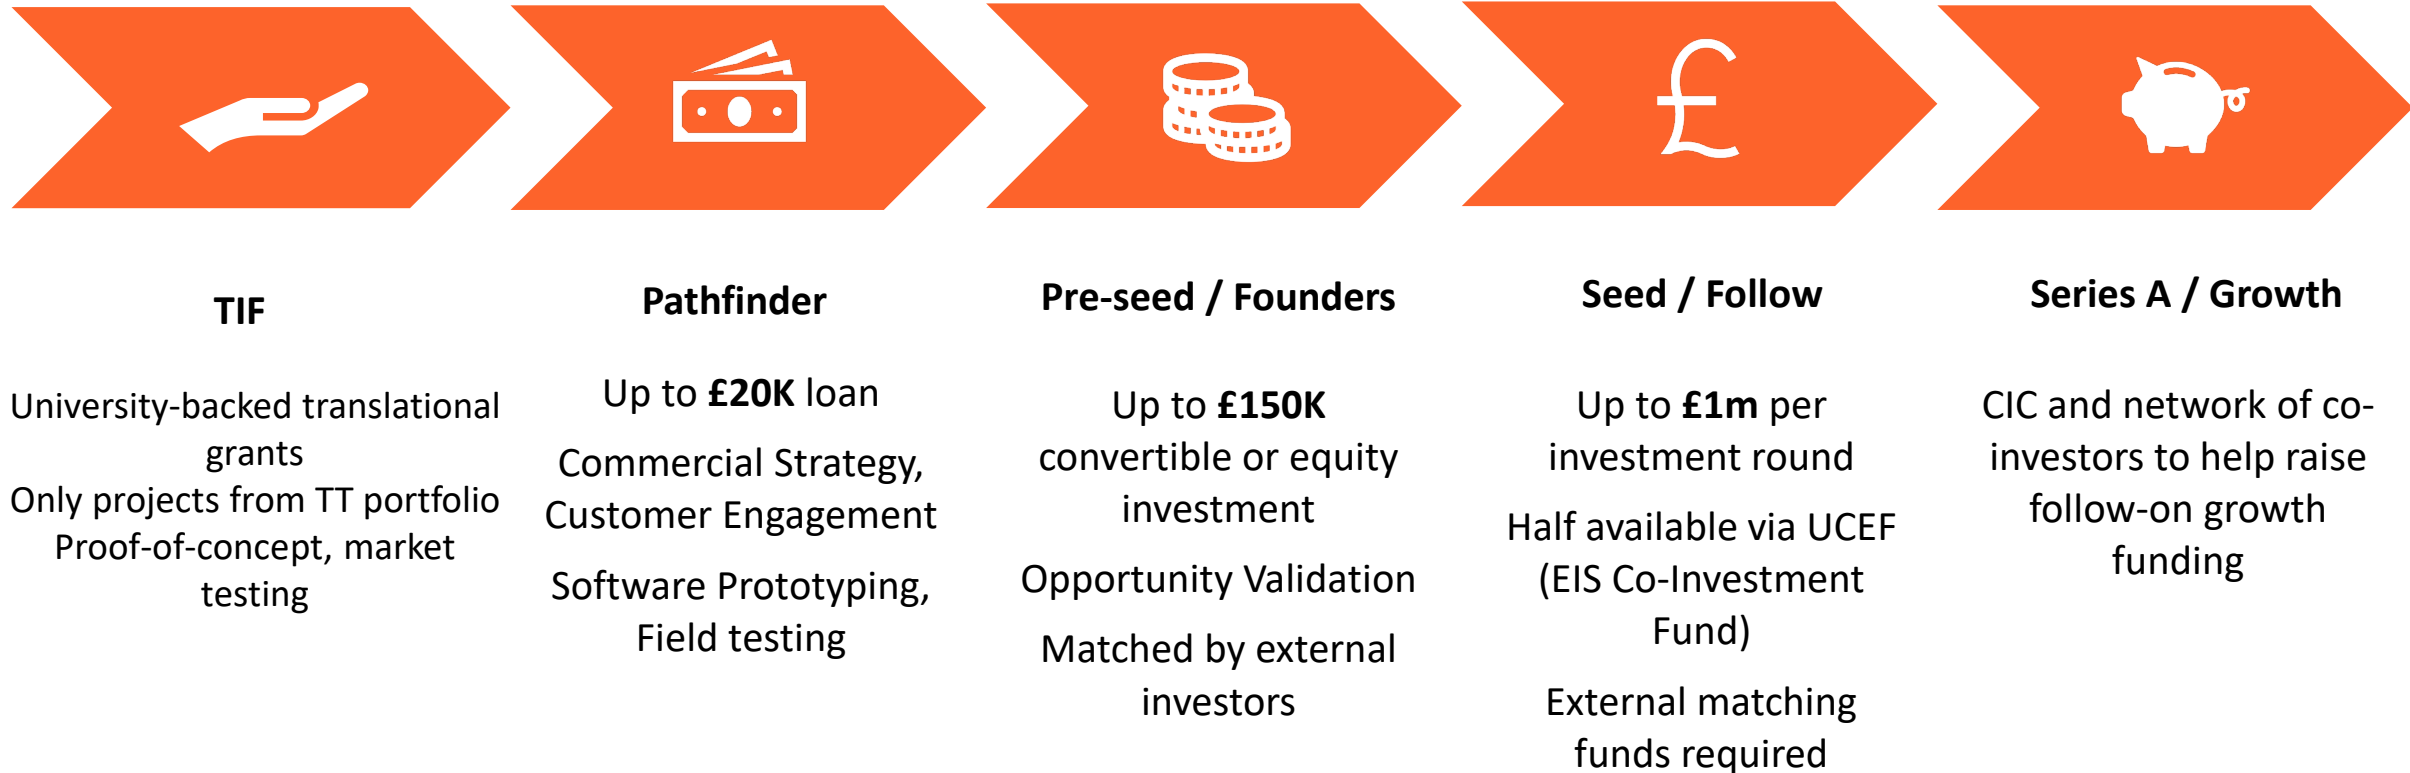 TIF
University-backed translational
grants
Only projects from TT portfolio
Proof-of-concept, market
testing
Pathfinder
Up to £20K loan
Commercial Strategy,
Customer Engagement
Software Prototyping,
Field testing
Pre-seed / Founders
Up to £150K
convertible or equity
investment
Opportunity Validation
Matched by external
investors
Seed / Follow
Up to £1m per
investment round
Half available via UCEF
(EIS Co-Investment
Fund)
External matching
funds required
Series A / Growth
CIC and network of co-
investors to help raise
follow-on growth
funding